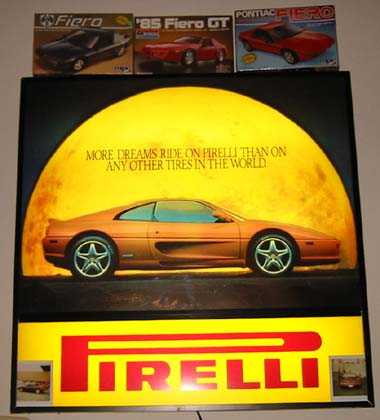 Fiero
'85 Fiero GT
PONTIAC FIERO
MORE DREAMS RIDE ON PIRELLI THAN ON
ANY OTHER TIRES IN THE WORLD.
PIRELLI